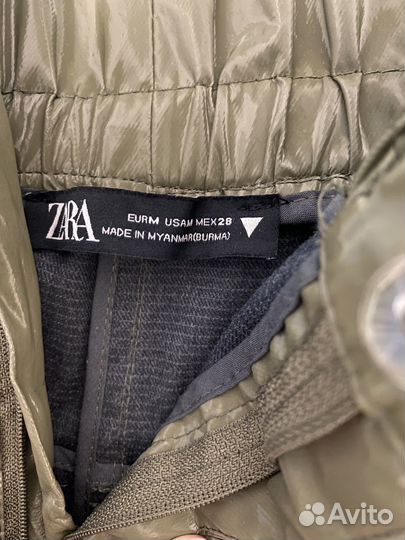 ZARA
EUR M USA M MEX 28
MADE IN MYANMAR (BURMA)
Avito